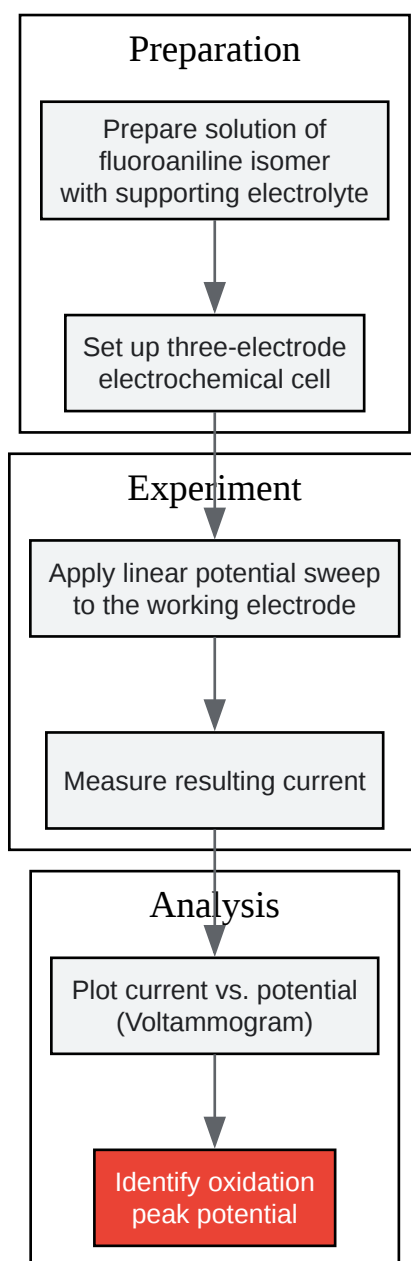 Preparation
Prepare solution of
fluoroaniline isomer
with supporting electrolyte
Set up three-electrode
electrochemical cell
Experiment
Apply linear potential sweep
to the working electrode
Measure resulting current
Analysis
Plot current vs. potential
(Voltammogram)
Identify oxidation
peak potential